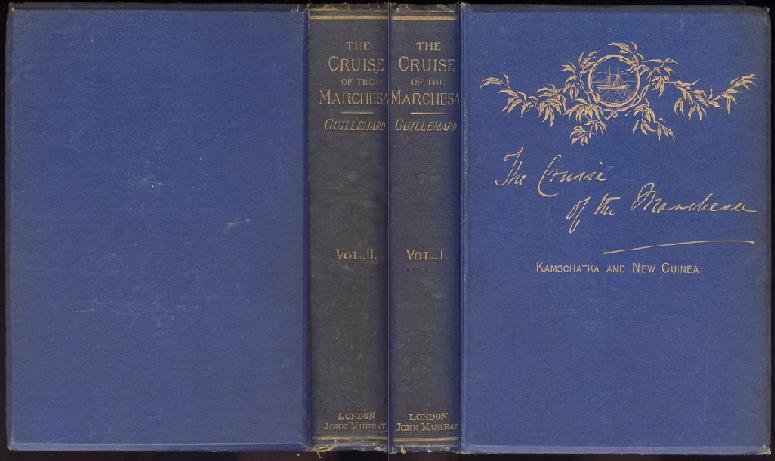 THE
CRUISE
OF THE
MARCHESA
GUILLEMARD
VOL. II.
LONDON
JOHN MURRAY
THE
CRUISE
OF THE
MARCHESA
GUILLEMARD
VOL. I.
LONDON
JOHN MURRAY
The Cruise
of the Marchesa
KAMSCHATKA AND NEW GUINEA